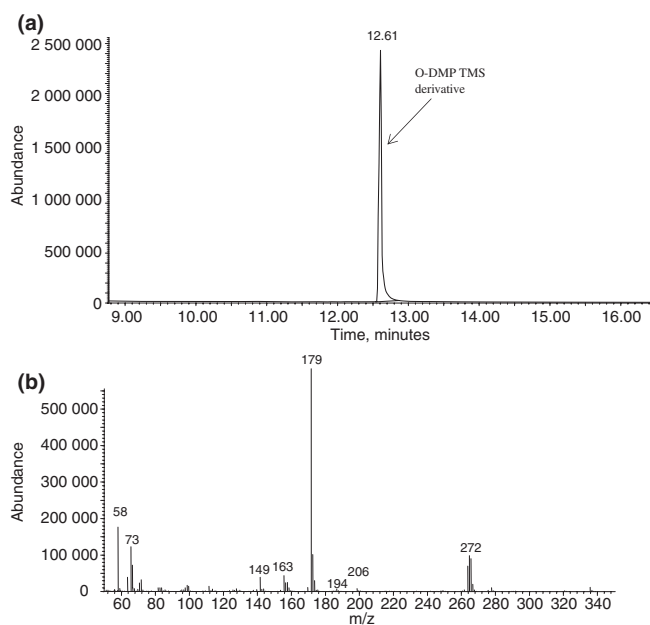 (a)
12.61
O-DMP TMS
derivative
Abundance
2 500 000
2 000 000
1 500 000
1 000 000
500 000
0
9.00 10.00 11.00 12.00 13.00 14.00 15.00 16.00
Time, minutes
(b)
179
Abundance
500 000
400 000
300 000
200 000
100 000
0
58
73
149 163
194
206
272
60 80 100 120 140 160 180 200 220 240 260 280 300 320 340
m/z